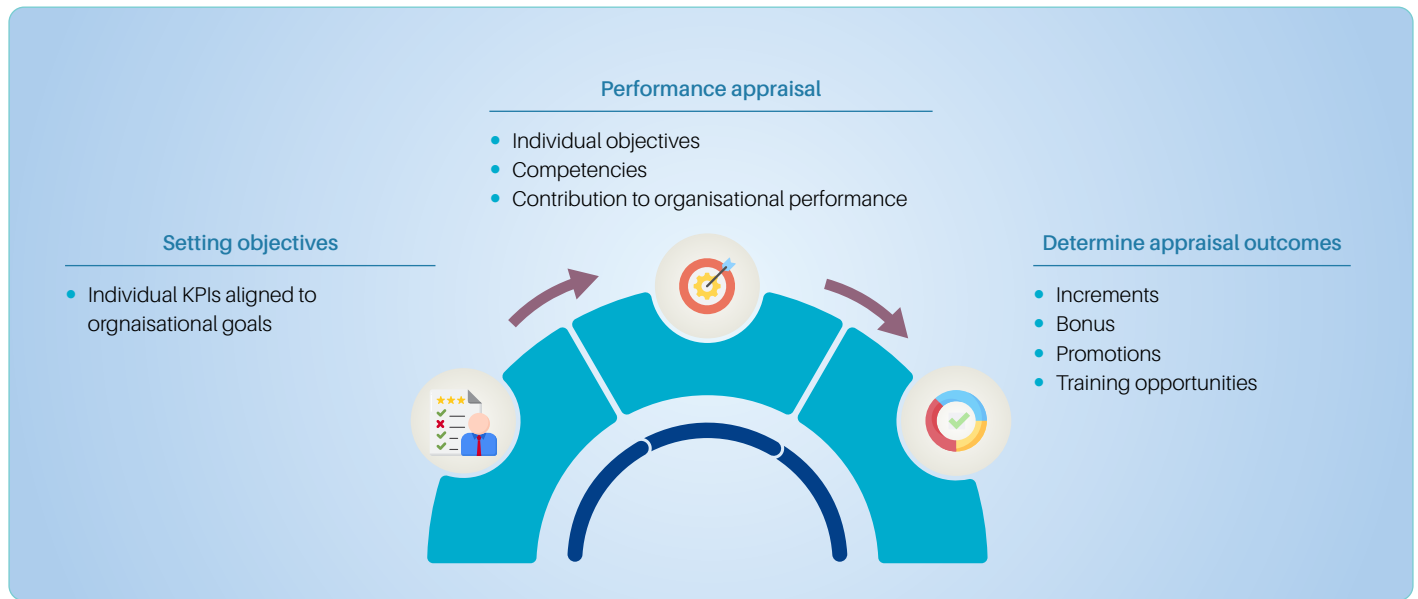 Performance appraisal
Individual objectives
Competencies
Contribution to organisational performance
Setting objectives
Individual KPIs aligned to
orgnaisational goals
Determine appraisal outcomes
Increments
Bonus
Promotions
Training opportunities